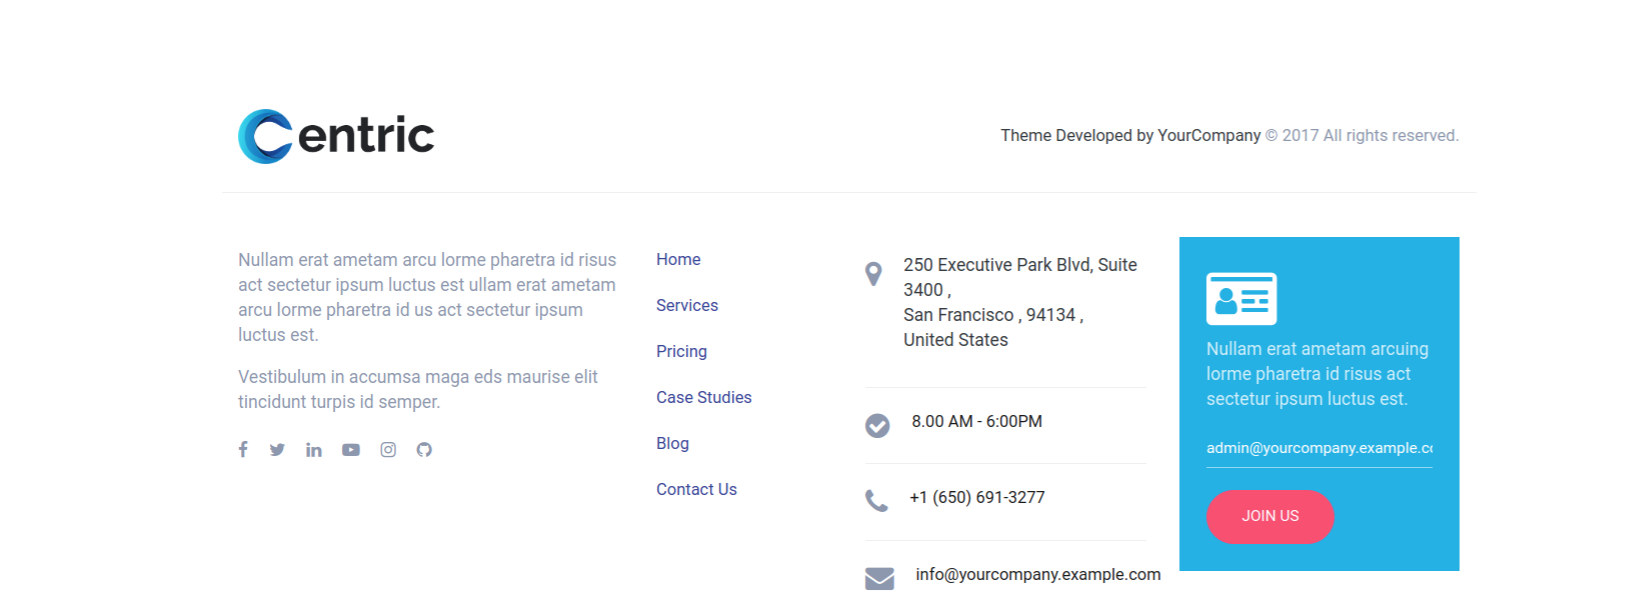 Centric
Theme Developed by YourCompany © 2017 All rights reserved.
Nullam erat ametam arcu lorme pharetra id risus
act sectetur ipsum luctus est ullam erat ametam
arcu lorme pharetra id us act sectetur ipsum
luctus est.
Vestibulum in accumsa maga eds maurise elit
tincidunt turpis id semper.
Home
Services
Pricing
Case Studies
Blog
Contact Us
250 Executive Park Blvd, Suite
3400 ,
San Francisco , 94134 ,
United States
8.00 AM - 6:00PM
+1 (650) 691-3277
info@yourcompany.example.com
Nullam erat ametam arcuing
lorme pharetra id risus act
sectetur ipsum luctus est.
admin@yourcompany.example.co
JOIN US